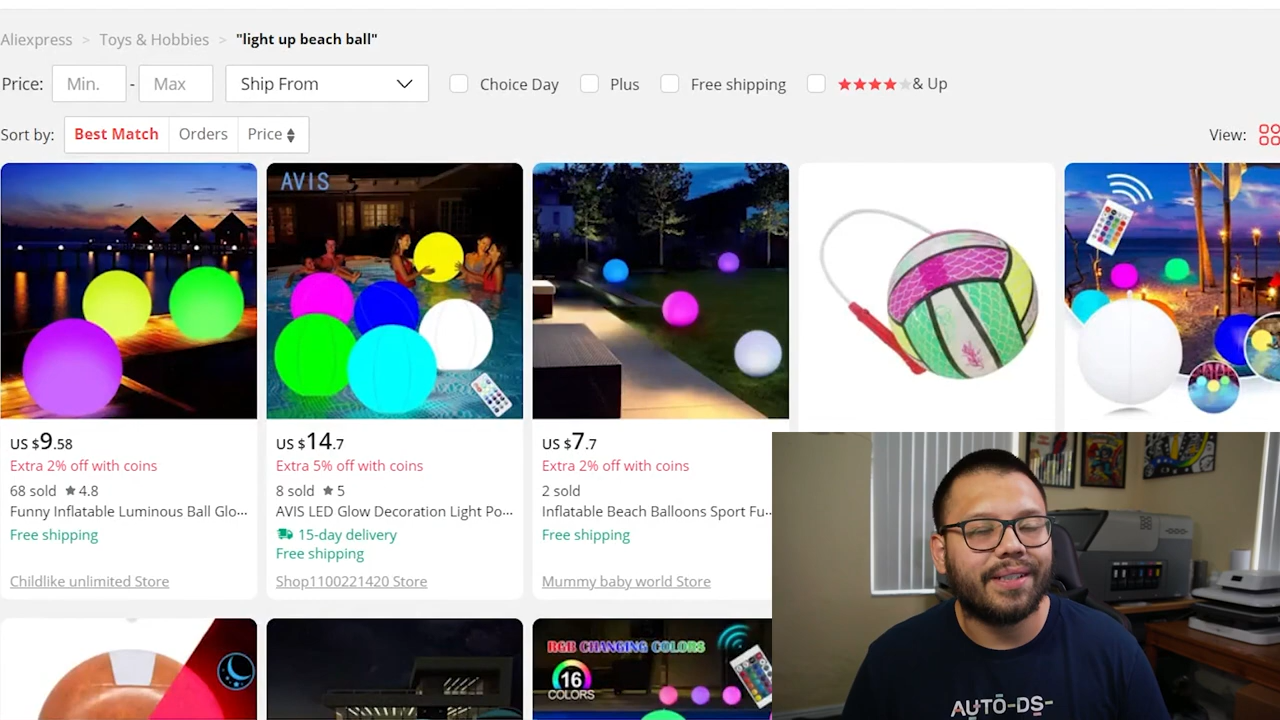 Aliexpress > Toys & Hobbies > "light up beach ball"
Price: Min. - Max Ship From Choice Day Plus Free shipping & Up
Sort by: Best Match Orders Price View:
AVIS
US $9.58
Extra 2% off with coins
68 sold 4.8
Funny Inflatable Luminous Ball Glo...
Free shipping
Childlike unlimited Store
US $14.7
Extra 5% off with coins
8 sold 5
AVIS LED Glow Decoration Light Po...
15-day delivery
Free shipping
Shop1100221420 Store
US $7.7
Extra 2% off with coins
2 sold
Inflatable Beach Balloons Sport Fu...
Free shipping
Mummy baby world Store
RGB CHANGING COLORS
16
COLORS
AUTO-DS-